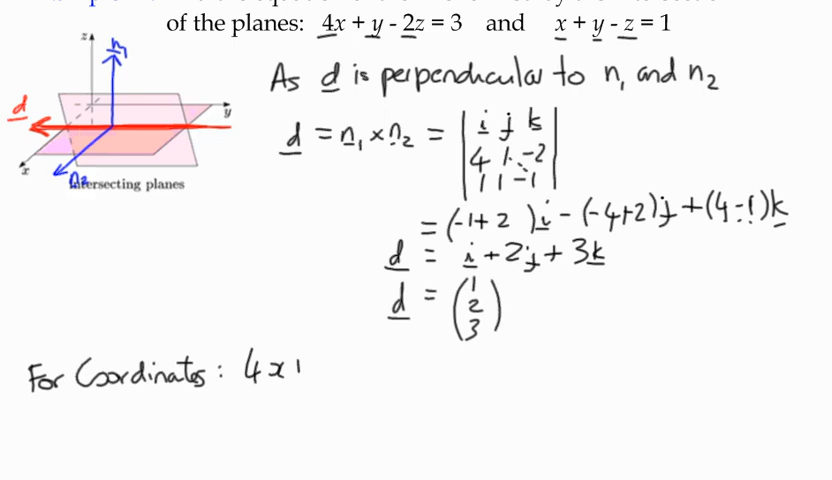 of the planes: 4x + y - 2z = 3 and x + y - z = 1
As d is perpendicular to n₁ and n₂
z
n₁
d
y
x
n₂
Intersecting planes
d = n₁ × n₂ = | i j k |
| 4 1 -2 |
| 1 1 -1 |
= (-1+2)i - (-4+2)j + (4-1)k
d = i + 2j + 3k
d = (1
2
3)
For Coordinates: 4x